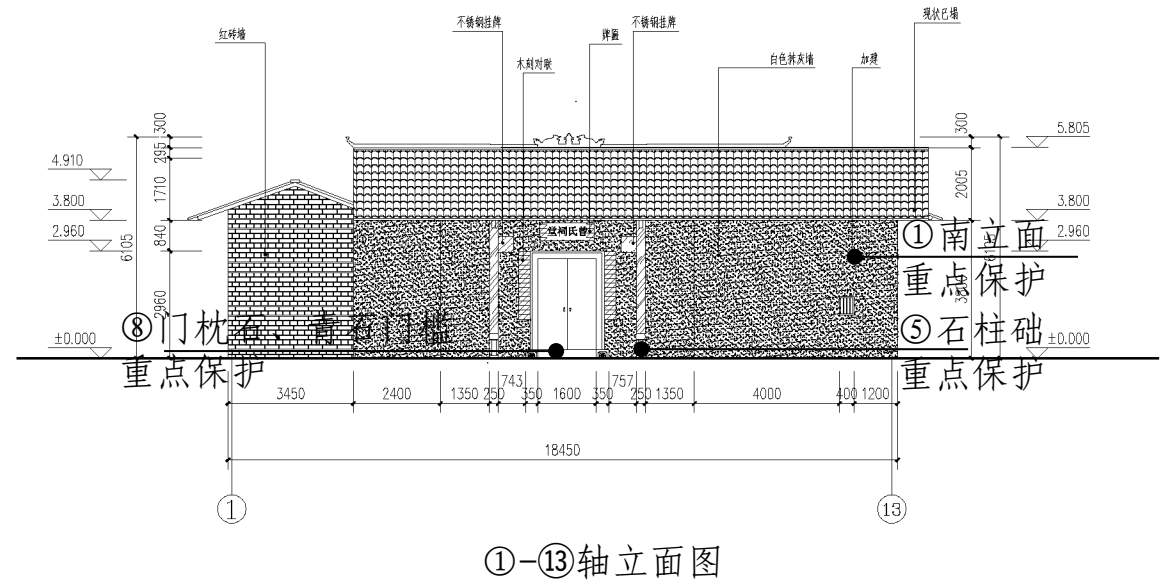 现状已塌
不锈钢挂牌
不锈钢挂牌
红砖墙
牌匾
木刻对联
白色抹灰墙
加建
300
295
1710
840
2960
6105
4.910
3.800
2.960
±0.000
300
2005
5.805
3.800
2.960
±0.000
曾氏祠堂
①南立面
重点保护
⑧门枕石、青石门槛
重点保护
⑤石柱础
重点保护
743
757
3450
2400
1350
250
350
1600
350
250
1350
4000
400
1200
18450
1
13
①-⑬轴立面图